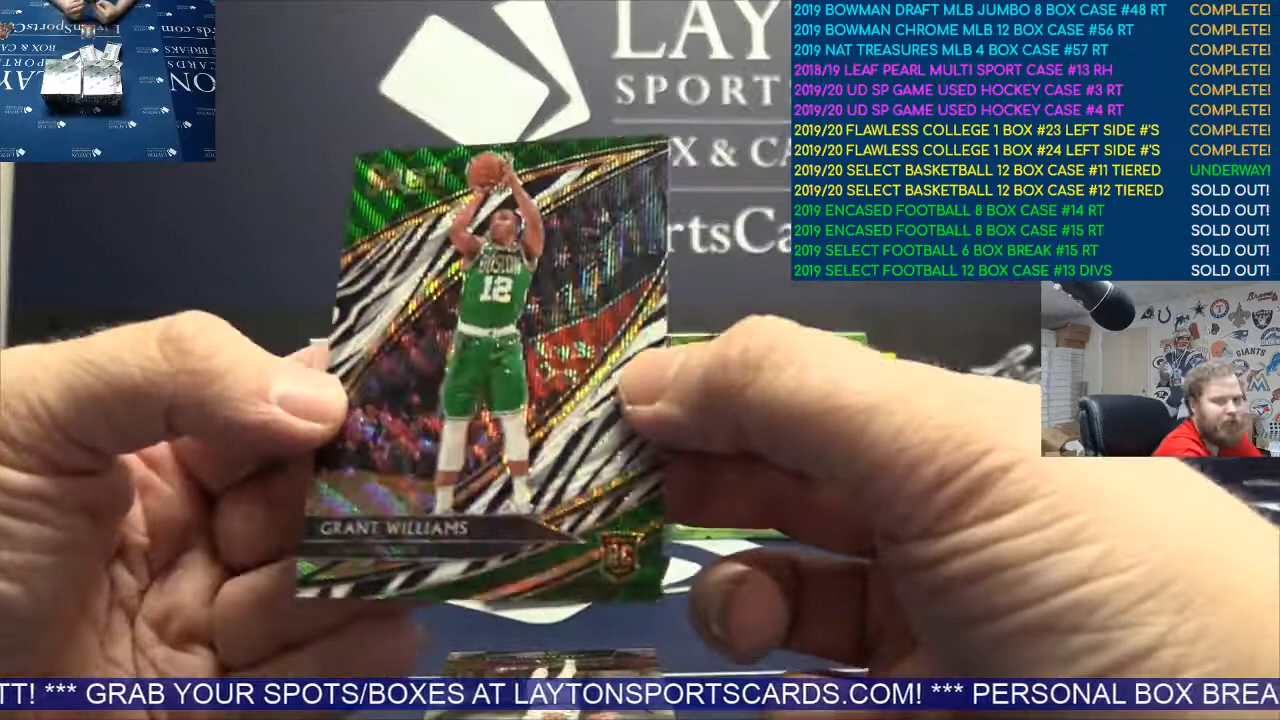 2019 BOWMAN DRAFT MLB JUMBO 8 BOX CASE #48 RT COMPLETE!
2019 BOWMAN CHROME MLB 12 BOX CASE #56 RT COMPLETE!
2019 NAT TREASURES MLB 4 BOX CASE #57 RT COMPLETE!
2018/19 LEAF PEARL MULTI SPORT CASE #13 RH COMPLETE!
2019/20 UD SP GAME USED HOCKEY CASE #3 RT COMPLETE!
2019/20 UD SP GAME USED HOCKEY CASE #4 RT COMPLETE!
2019/20 FLAWLESS COLLEGE 1 BOX #23 LEFT SIDE #'S COMPLETE!
2019/20 FLAWLESS COLLEGE 1 BOX #24 LEFT SIDE #'S COMPLETE!
2019/20 SELECT BASKETBALL 12 BOX CASE #11 TIERED UNDERWAY!
2019/20 SELECT BASKETBALL 12 BOX CASE #12 TIERED SOLD OUT!
2019 ENCASED FOOTBALL 8 BOX CASE #14 RT SOLD OUT!
2019 ENCASED FOOTBALL 8 BOX CASE #15 RT SOLD OUT!
2019 SELECT FOOTBALL 6 BOX BREAK #15 RT SOLD OUT!
2019 SELECT FOOTBALL 12 BOX CASE #13 DIVS SOLD OUT!
LAY
SPORT
X & CA
rtsCa
BOSTON
12
GRANT WILLIAMS
GIANTS
TT! *** GRAB YOUR SPOTS/BOXES AT LAYTONSPORTSCARDS.COM! *** PERSONAL BOX BREA